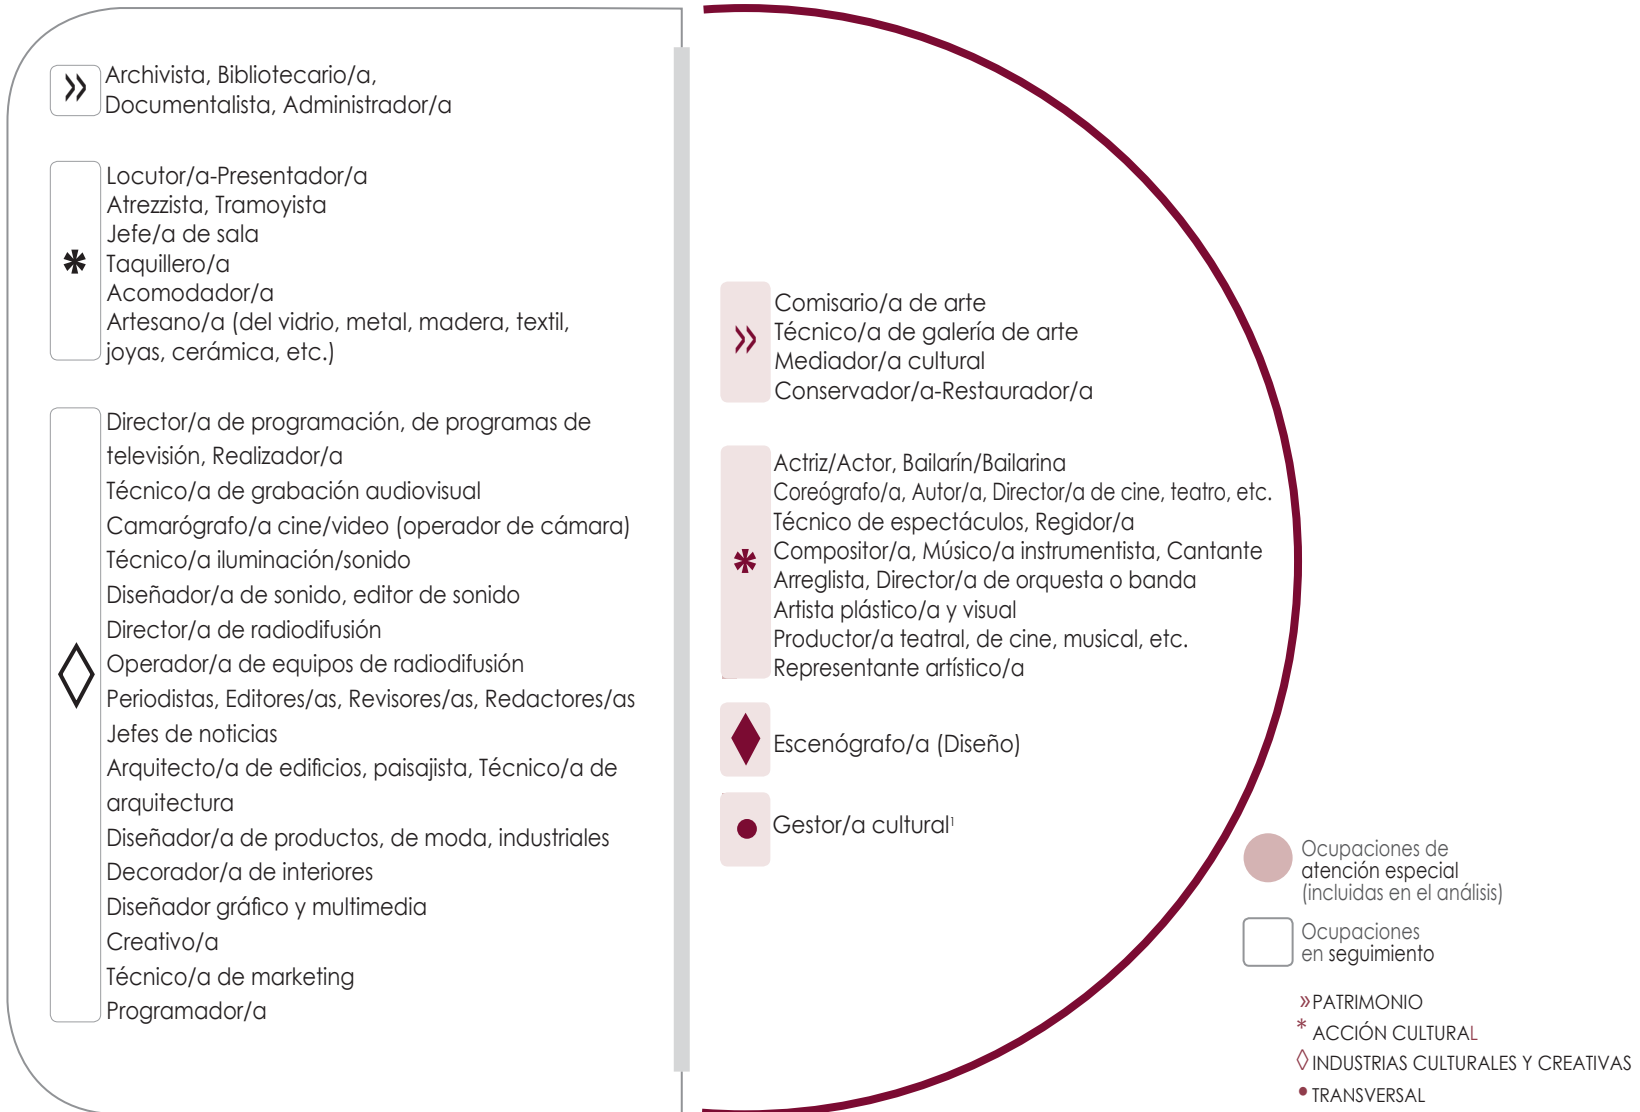 »
Archivista, Bibliotecario/a,
Documentalista, Administrador/a
*
Locutor/a-Presentador/a
Atrezzista, Tramoyista
Jefe/a de sala
Taquillero/a
Acomodador/a
Artesano/a (del vidrio, metal, madera, textil,
joyas, cerámica, etc.)
◊
Director/a de programación, de programas de
televisión, Realizador/a
Técnico/a de grabación audiovisual
Camarógrafo/a cine/video (operador de cámara)
Técnico/a iluminación/sonido
Diseñador/a de sonido, editor de sonido
Director/a de radiodifusión
Operador/a de equipos de radiodifusión
Periodistas, Editores/as, Revisores/as, Redactores/as
Jefes de noticias
Arquitecto/a de edificios, paisajista, Técnico/a de
arquitectura
Diseñador/a de productos, de moda, industriales
Decorador/a de interiores
Diseñador gráfico y multimedia
Creativo/a
Técnico/a de marketing
Programador/a
»
Comisario/a de arte
Técnico/a de galería de arte
Mediador/a cultural
Conservador/a-Restaurador/a
*
Actriz/Actor, Bailarín/Bailarina
Coreógrafo/a, Autor/a, Director/a de cine, teatro, etc.
Técnico de espectáculos, Regidor/a
Compositor/a, Músico/a instrumentista, Cantante
Arreglista, Director/a de orquesta o banda
Artista plástico/a y visual
Productor/a teatral, de cine, musical, etc.
Representante artístico/a
♦
Escenógrafo/a (Diseño)
•
Gestor/a cultural¹
Ocupaciones de
atención especial
(incluidas en el análisis)
Ocupaciones
en seguimiento
» PATRIMONIO
* ACCIÓN CULTURAL
◊ INDUSTRIAS CULTURALES Y CREATIVAS
• TRANSVERSAL